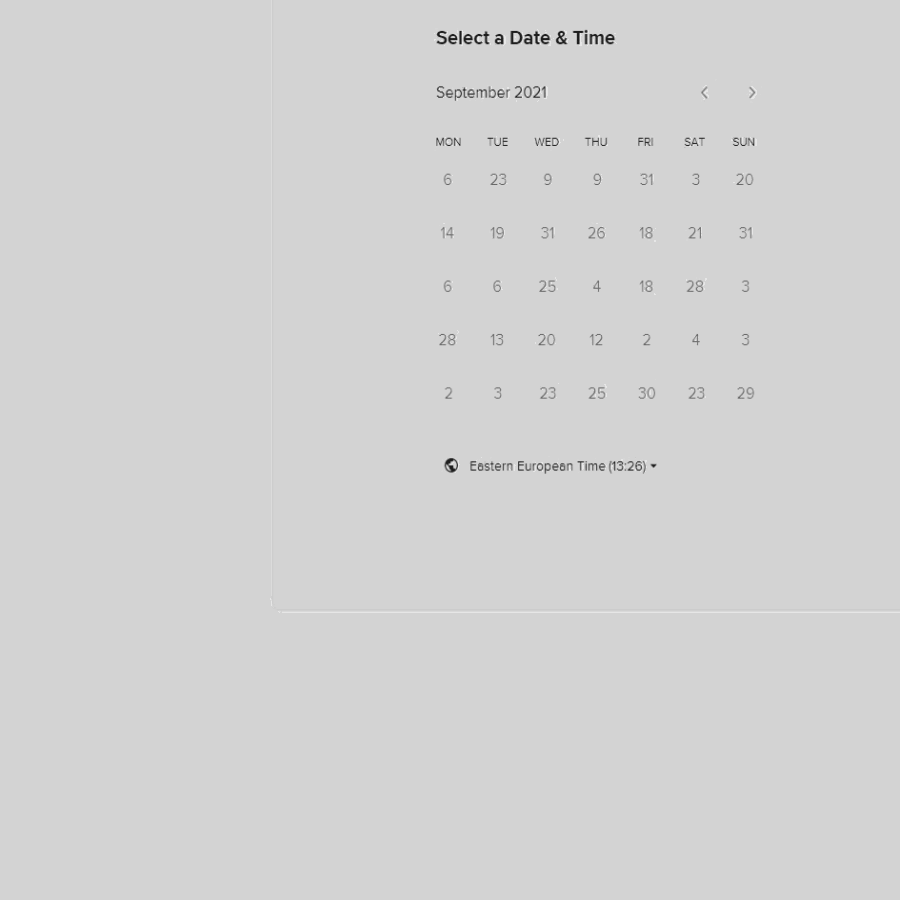 Select a Date & Time
September 2021
MON TUE WED THU FRI SAT SUN
6 23 9 9 31 3 20
14 19 31 26 18 21 31
6 6 25 4 18 28 3
28 13 20 12 2 4 3
2 3 23 25 30 23 29
Eastern European Time (13:26)